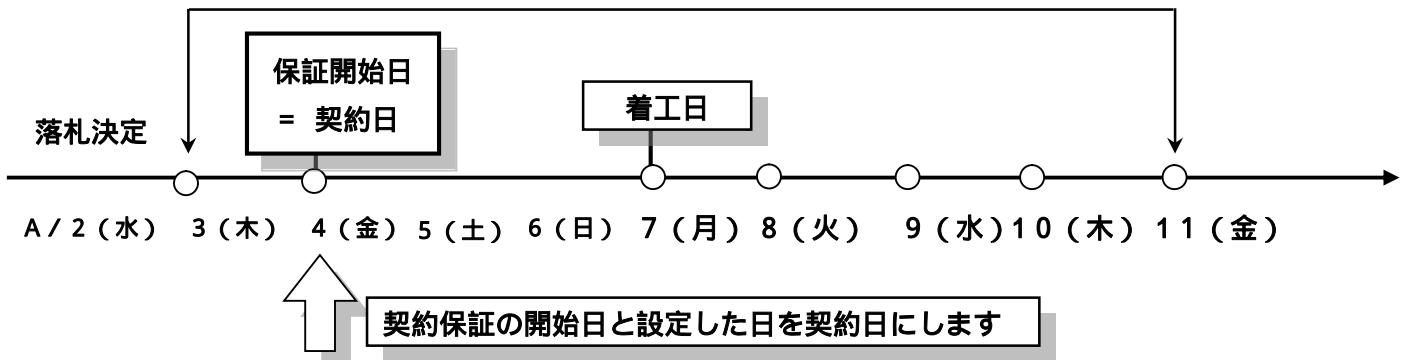 保証開始日
= 契約日
着工日
落札決定
A/2(水) 3(木) 4(金) 5(土) 6(日) 7(月) 8(火) 9(水) 10(木) 11(金)
契約保証の開始日と設定した日を契約日にします